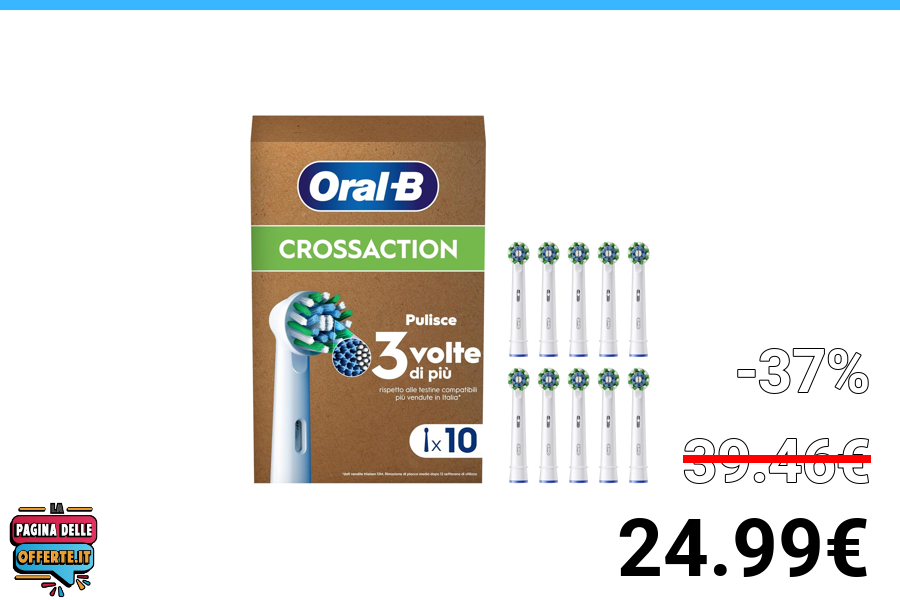 Oral-B
CROSSACTION
Pulisce
3 volte
di più
rispetto alle testine compatibili
più vendute in Italia*
x10
-37%
39.46€
24.99€
LA
PAGINA DELLE
OFFERTE.IT